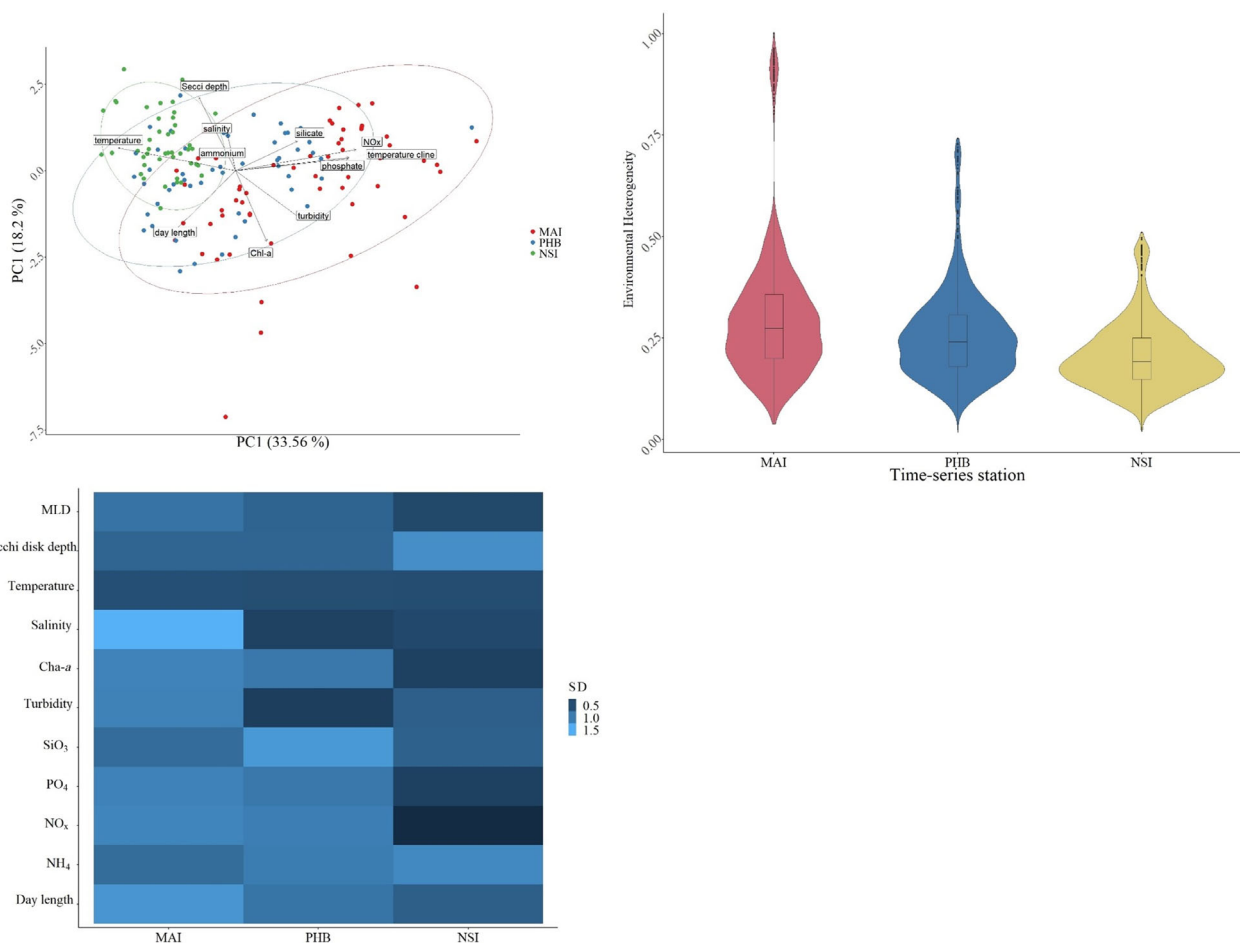 2.5
0.0
-2.5
-5.0
-7.5
PC1 (18.2 %)
Secci depth
salinity
temperature
ammonium
silicate
NOx
temperature cline
phosphate
turbidity
day length
Chl-a
PC1 (33.56 %)
MAI
PHB
NSI
1.00
0.75
0.50
0.25
0.00
Environmental Heterogeneity
MAI PHB NSI
Time-series station
MLD
cchi disk depth
Temperature
Salinity
Cha-a
Turbidity
SiO3
PO4
NOx
NH4
Day length
MAI PHB NSI
SD
0.5
1.0
1.5